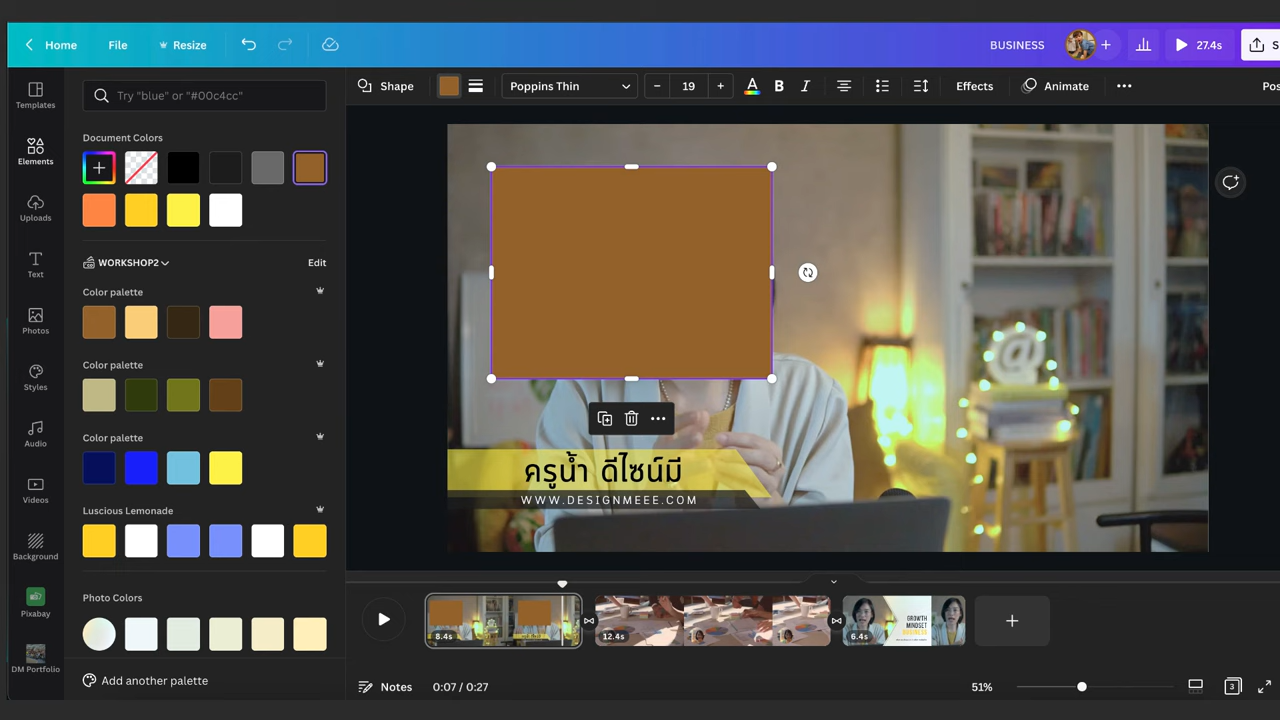 Home File Resize BUSINESS + 27.4s S
Templates
Elements
Uploads
Text
Photos
Styles
Audio
Videos
Background
Pixabay
DM Portfolio
Try "blue" or "#00c4cc"
Document Colors
WORKSHOP2 Edit
Color palette
Color palette
Color palette
Luscious Lemonade
Photo Colors
Add another palette
Shape Poppins Thin − 19 + A B I Effects Animate ••• Pos
@
ครูน้ำ ดีไซน์มี
WWW.DESIGNMEEE.COM
8.4s 12.4s 6.4s +
GROWTH
MINDSET
BUSINESS
Notes 0:07 / 0:27 51% 3